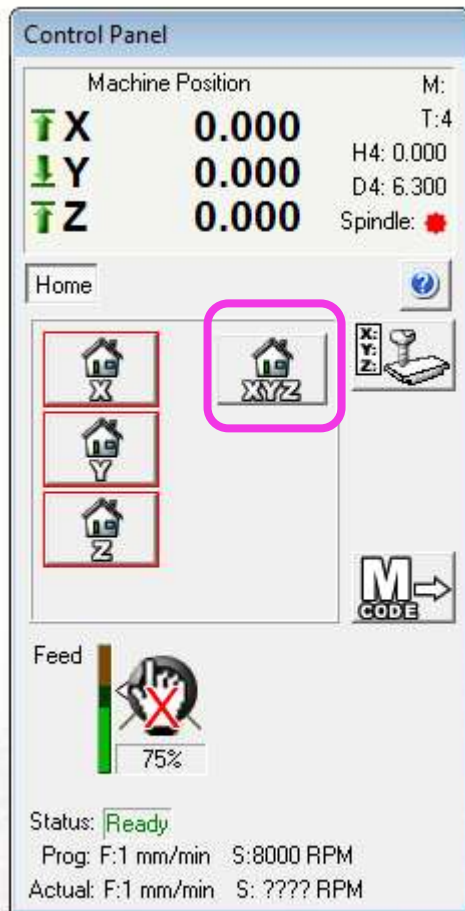 Control Panel
Machine Position M:
X 0.000 T:4
Y 0.000 H4: 0.000
Z 0.000 D4: 6.300
Spindle:
Home
X XYZ X:
Y:
Z:
Y
Z
M
CODE
Feed
75%
Status: Ready
Prog: F:1 mm/min S:8000 RPM
Actual: F:1 mm/min S: ???? RPM